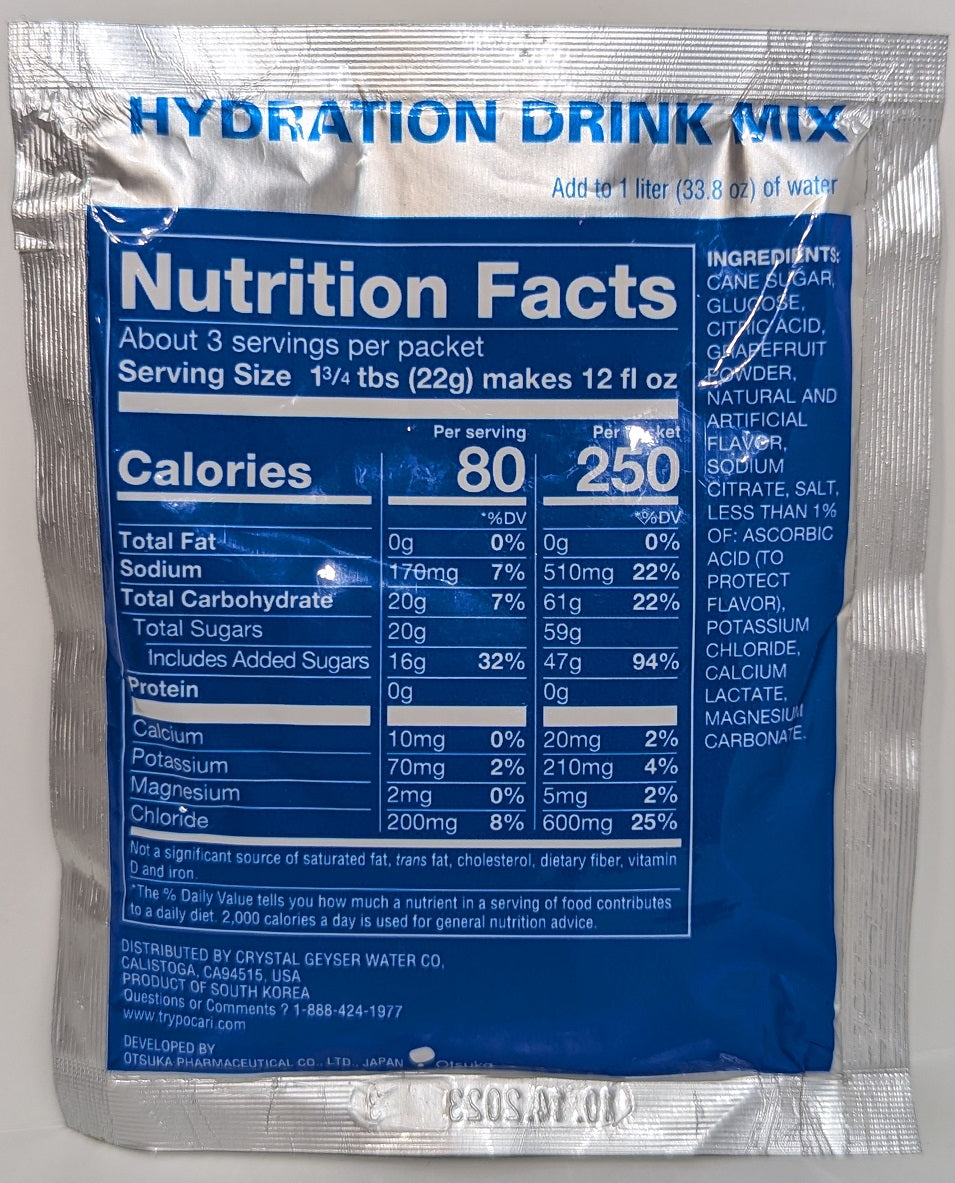 HYDRATION DRINK MIX
Add to 1 liter (33.8 oz) of water
Nutrition Facts
About 3 servings per packet
Serving Size 1 3/4 tbs (22g) makes 12 fl oz
Per serving Per packet
Calories 80 250
*%DV *%DV
Total Fat 0g 0% 0g 0%
Sodium 170mg 7% 510mg 22%
Total Carbohydrate 20g 7% 61g 22%
Total Sugars 20g 59g
Includes Added Sugars 16g 32% 47g 94%
Protein 0g 0g
Calcium 10mg 0% 20mg 2%
Potassium 70mg 2% 210mg 4%
Magnesium 2mg 0% 5mg 2%
Chloride 200mg 8% 600mg 25%
Not a significant source of saturated fat, trans fat, cholesterol, dietary fiber, vitamin
D and iron.
*The % Daily Value tells you how much a nutrient in a serving of food contributes
to a daily diet. 2,000 calories a day is used for general nutrition advice.
INGREDIENTS:
CANE SUGAR,
GLUCOSE,
CITRIC ACID,
GRAPEFRUIT
POWDER,
NATURAL AND
ARTIFICIAL
FLAVOR,
SODIUM
CITRATE, SALT,
LESS THAN 1%
OF: ASCORBIC
ACID (TO
PROTECT
FLAVOR),
POTASSIUM
CHLORIDE,
CALCIUM
LACTATE,
MAGNESIUM
CARBONATE.
DISTRIBUTED BY CRYSTAL GEYSER WATER CO,
CALISTOGA, CA94515, USA
PRODUCT OF SOUTH KOREA
Questions or Comments ? 1-888-424-1977
www.trypocari.com
DEVELOPED BY
OTSUKA PHARMACEUTICAL CO., LTD., JAPAN Otsuka